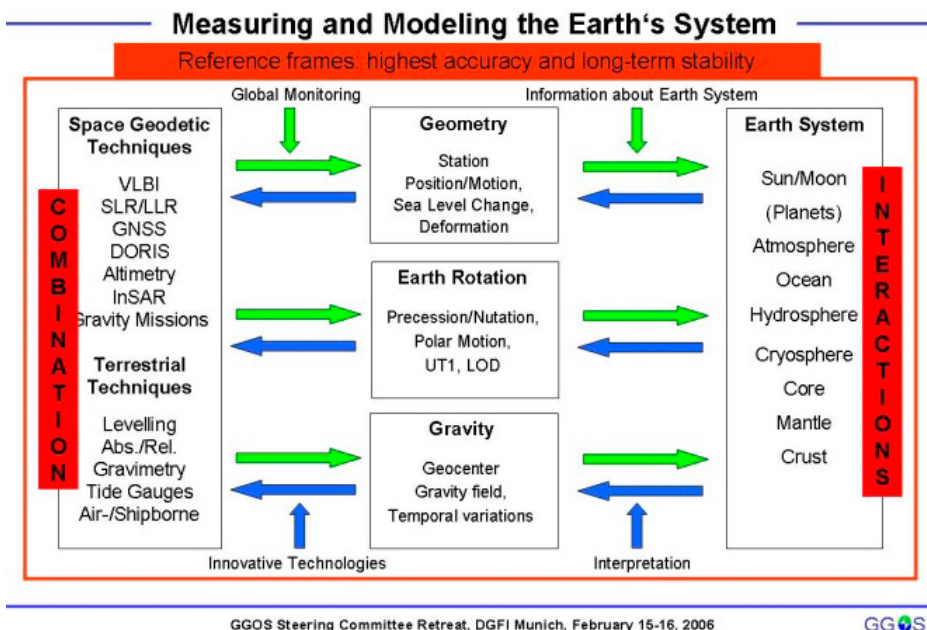 Measuring and Modeling the Earth‘s System
Reference frames: highest accuracy and long-term stability
Global Monitoring
Information about Earth System
Space Geodetic
Techniques
VLBI
SLR/LLR
GNSS
DORIS
Altimetry
InSAR
Gravity Missions
Terrestrial
Techniques
Levelling
Abs./Rel.
Gravimetry
Tide Gauges
Air-/Shipborne
COMBINATION
Geometry
Station
Position/Motion,
Sea Level Change,
Deformation
Earth Rotation
Precession/Nutation,
Polar Motion,
UT1, LOD
Gravity
Geocenter
Gravity field,
Temporal variations
Earth System
Sun/Moon
(Planets)
Atmosphere
Ocean
Hydrosphere
Cryosphere
Core
Mantle
Crust
INTERACTIONS
Innovative Technologies
Interpretation
GGOS Steering Committee Retreat, DGFI Munich, February 15-16, 2006
GGOS